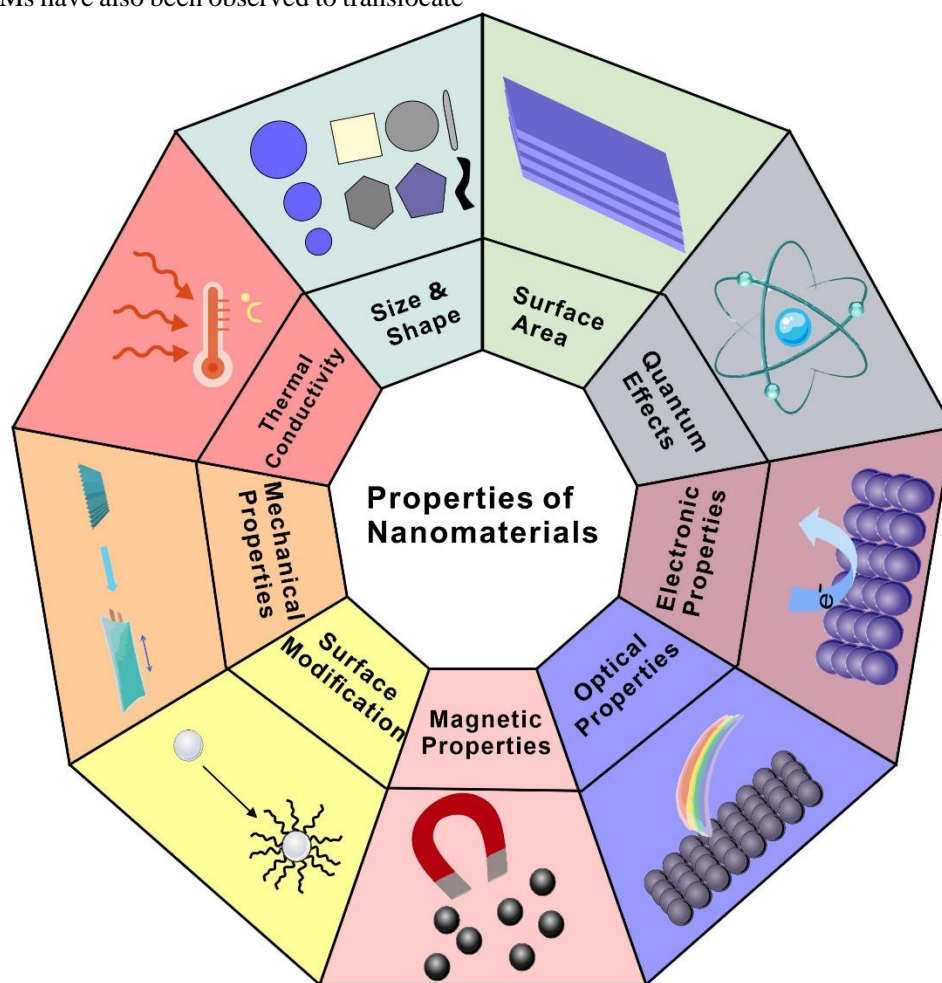 Ms have also been observed to translocate
Size &
Shape
Surface
Area
Quantum
Effects
Electronic
Properties
e-
Optical
Properties
Magnetic
Properties
Surface
Modification
Mechanical
Properties
Thermal
Conductivity
Properties of
Nanomaterials